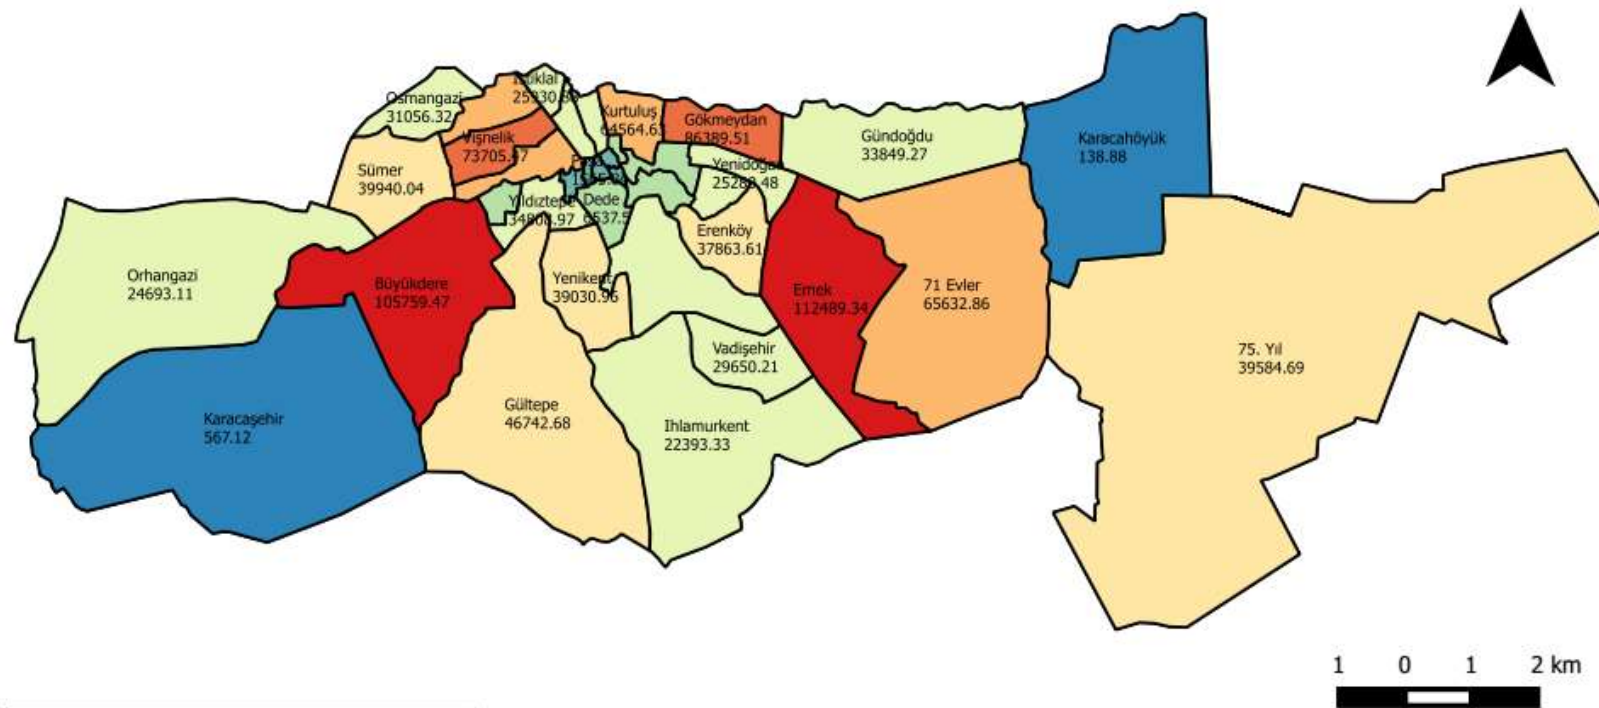 Osmangazi
31056.32
Kurtuluş
Gökmeydan
86389.51
Vişnelik
73705.47
Gündoğdu
33849.27
Karacahöyük
138.88
Sümer
39940.04
Dede
Erenköy
37863.61
Orhangazi
24693.11
Büyükdere
105759.47
Yenikent
39030.96
Emek
112489.34
71 Evler
65632.86
Vadişehir
29650.21
75. Yıl
39584.69
Karacaşehir
567.12
Gültepe
46742.68
Ihlamurkent
22393.33
1 0 1 2 km